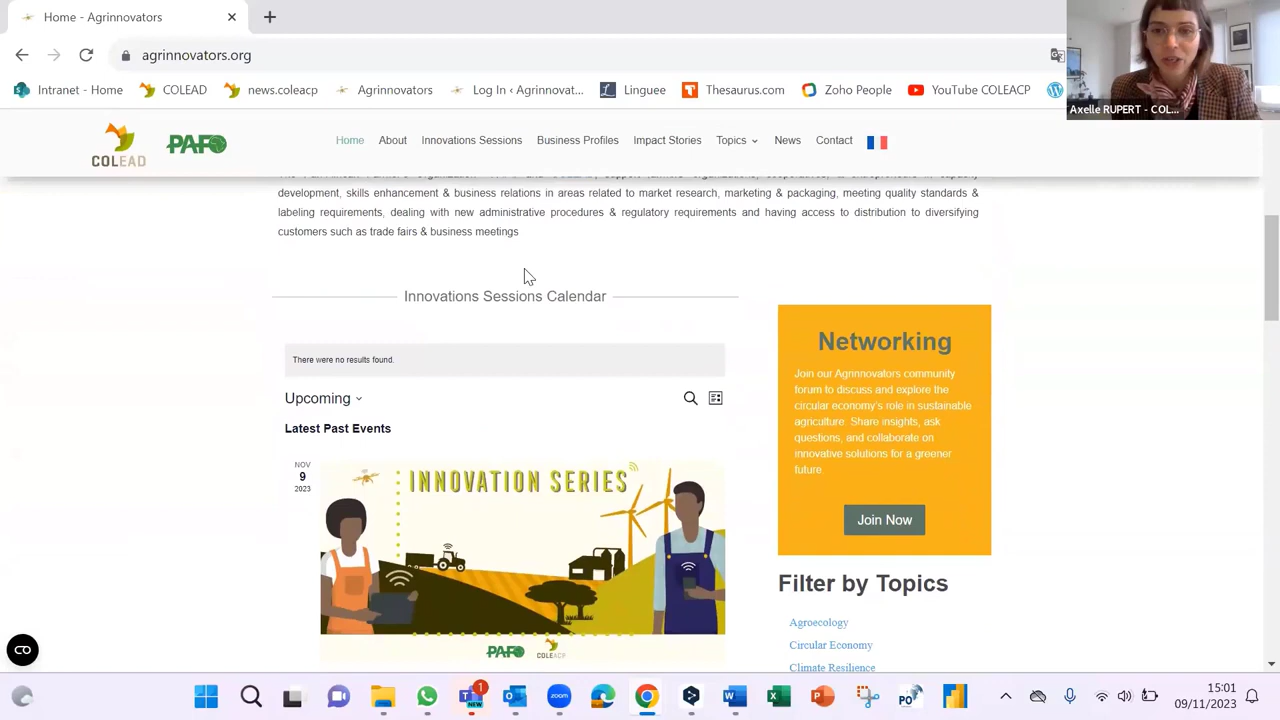 Home - Agrinnovators
agrinnovators.org
Intranet - Home
COLEAD
news.coleacp
Agrinnovators
Log In ‹ Agrinnovat...
Linguee
Thesaurus.com
Zoho People
YouTube COLEACP
Axelle RUPERT - COL...
COLEAD
PAFO
Home
About
Innovations Sessions
Business Profiles
Impact Stories
Topics
News
Contact
development, skills enhancement & business relations in areas related to market research, marketing & packaging, meeting quality standards &
labeling requirements, dealing with new administrative procedures & regulatory requirements and having access to distribution to diversifying
customers such as trade fairs & business meetings
Innovations Sessions Calendar
There were no results found.
Upcoming
Latest Past Events
NOV
9
2023
INNOVATION SERIES
PAFO
COLEACP
Networking
Join our Agrinnovators community
forum to discuss and explore the
circular economy's role in sustainable
agriculture. Share insights, ask
questions, and collaborate on
innovative solutions for a greener
future.
Join Now
Filter by Topics
Agroecology
Circular Economy
Climate Resilience
1
NEW
15:01
09/11/2023